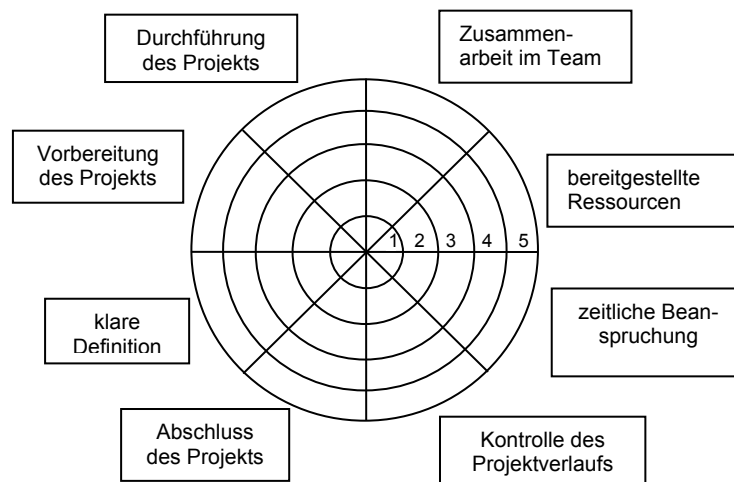 Durchführung
des Projekts
Zusammen-
arbeit im Team
Vorbereitung
des Projekts
bereitgestellte
Ressourcen
1 2 3 4 5
klare
Definition
zeitliche Bean-
spruchung
Abschluss
des Projekts
Kontrolle des
Projektverlaufs